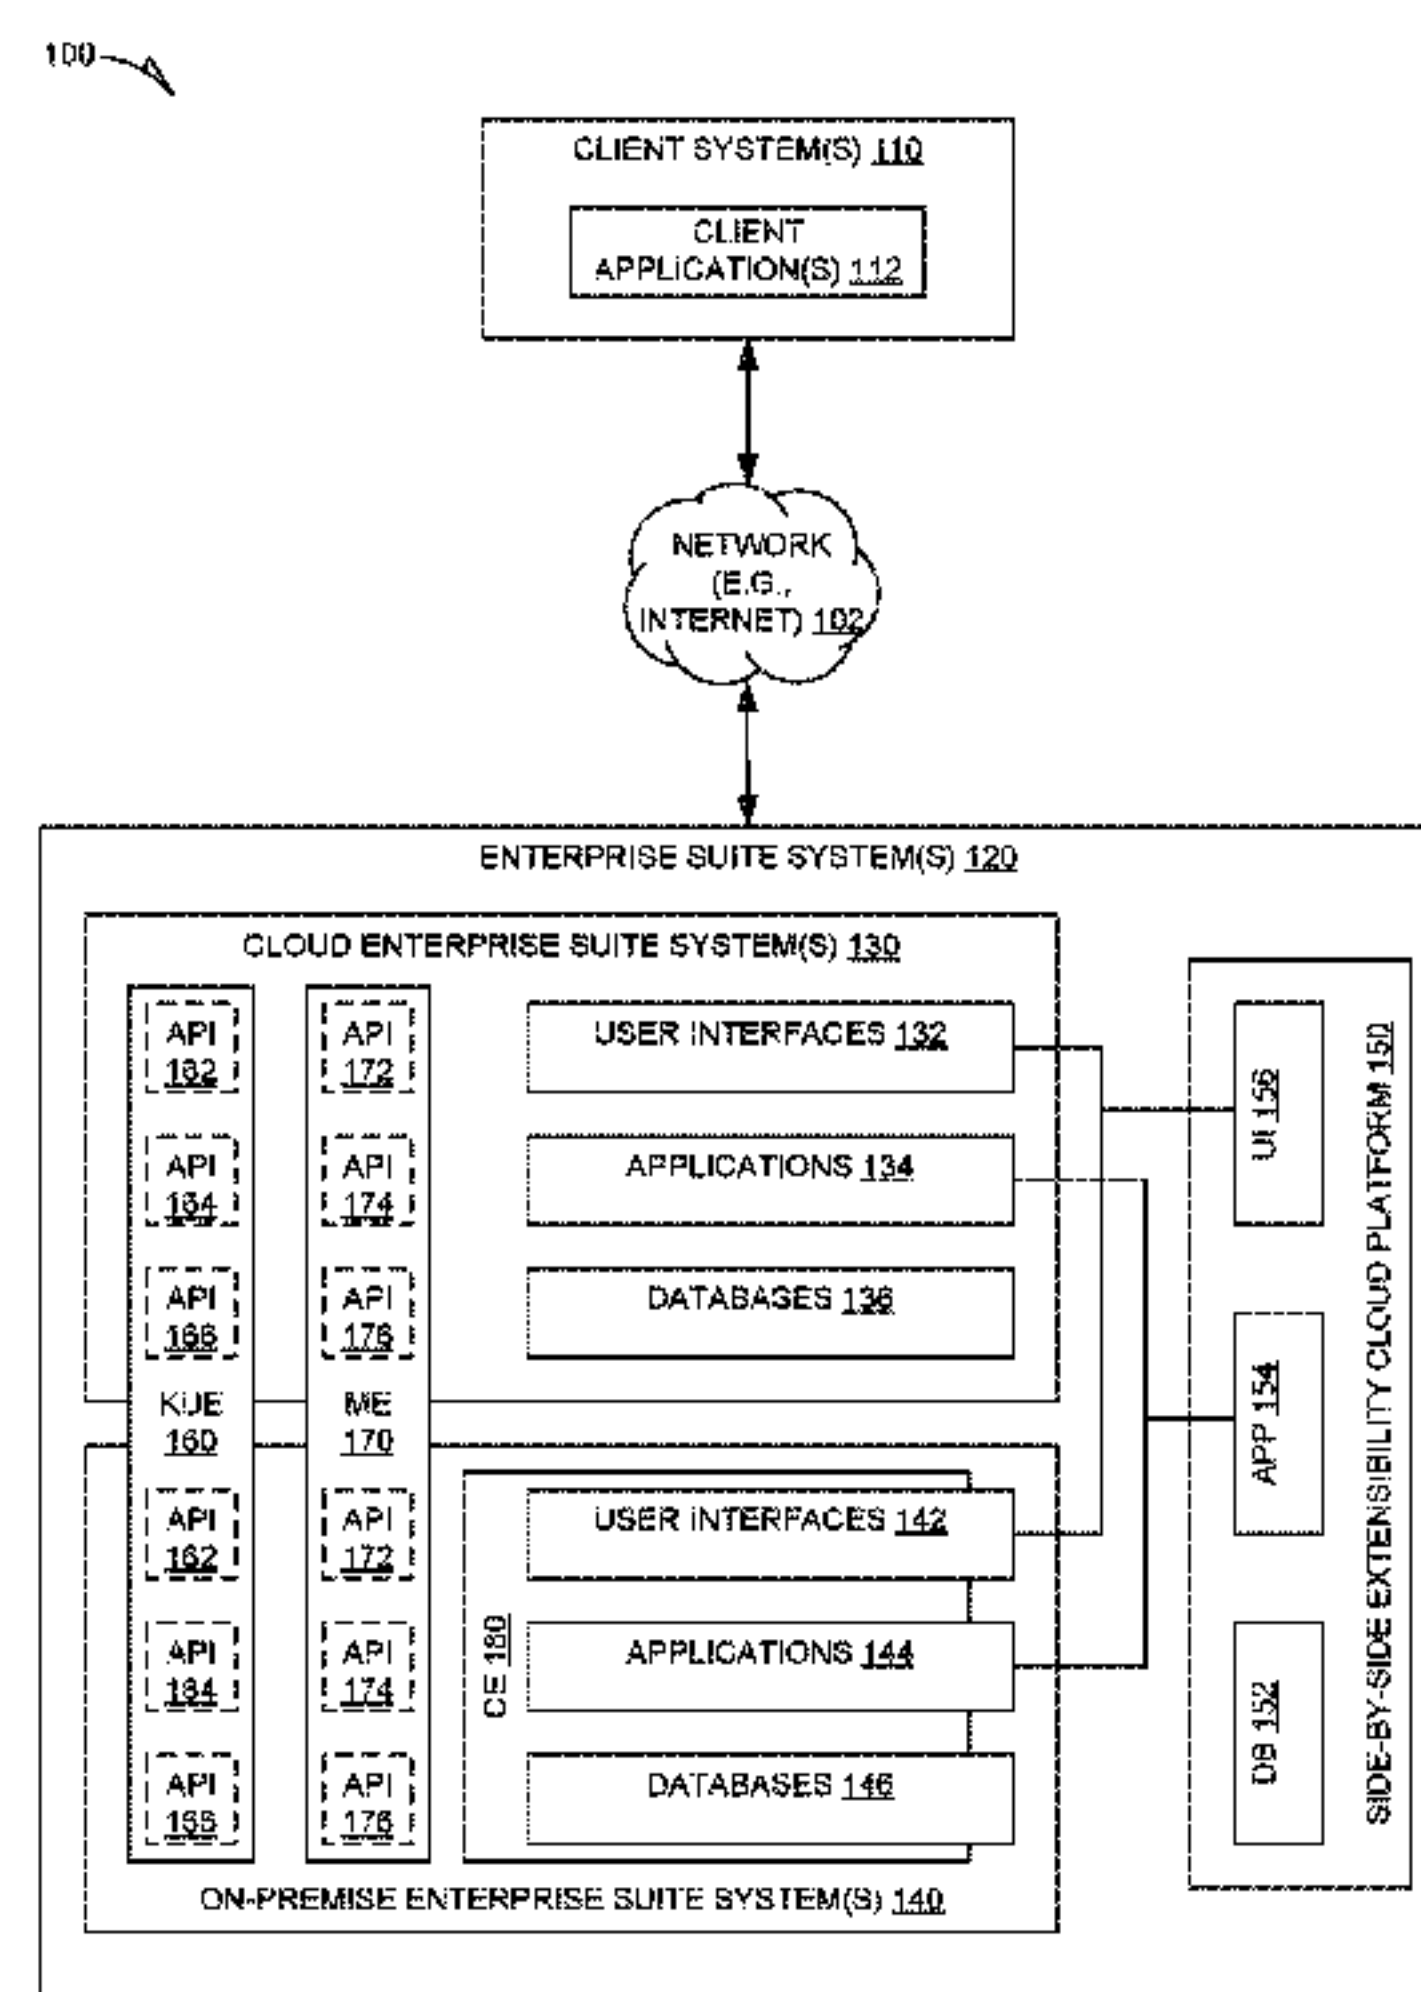 100
CLIENT SYSTEM(S) 110
CLIENT
APPLICATION(S) 112
NETWORK
(E.G.,
INTERNET) 102
ENTERPRISE SUITE SYSTEM(S) 120
CLOUD ENTERPRISE SUITE SYSTEM(S) 130
API
162
API
164
API
166
KUE
160
API
162
API
164
API
166
API
172
API
174
API
176
ME
170
API
172
API
174
API
176
USER INTERFACES 132
APPLICATIONS 134
DATABASES 136
CE 180
USER INTERFACES 142
APPLICATIONS 144
DATABASES 146
ON-PREMISE ENTERPRISE SUITE SYSTEM(S) 140
UI 156
APP 154
DB 152
SIDE-BY-SIDE EXTENSIBILITY CLOUD PLATFORM 150